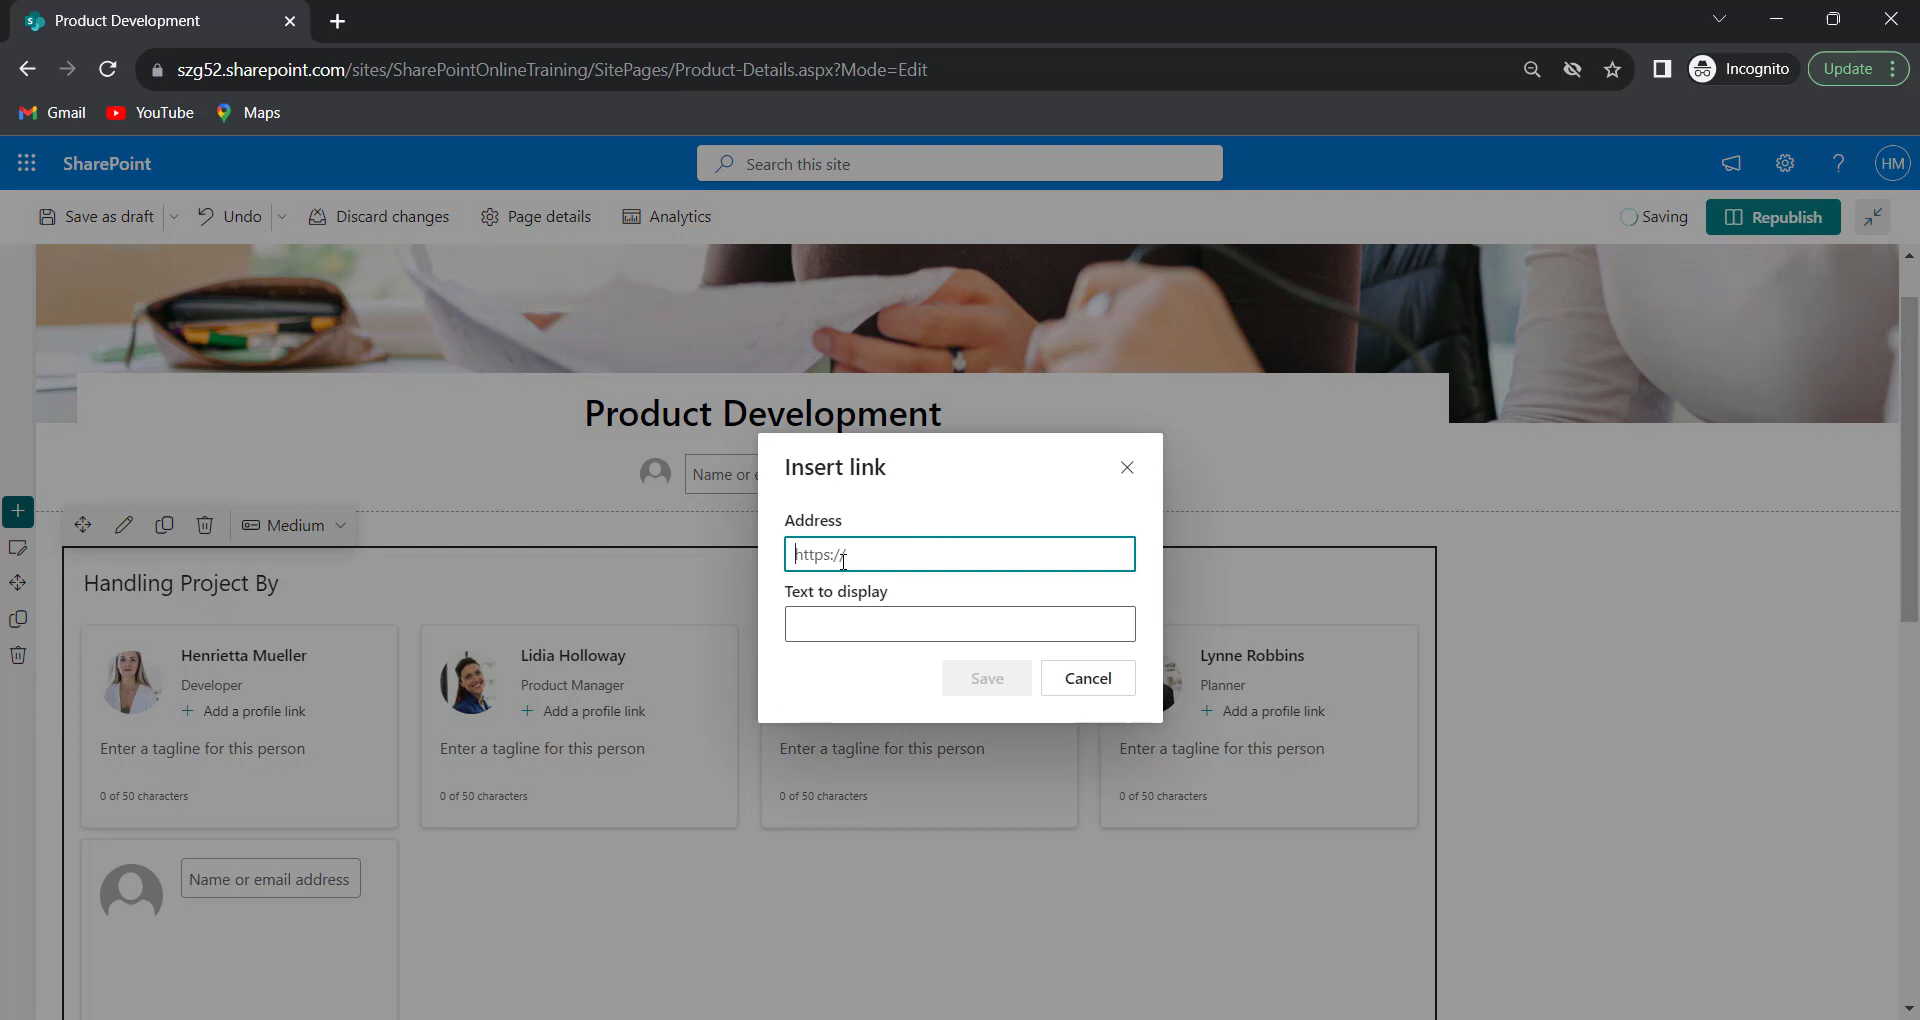 Product Development
szg52.sharepoint.com/sites/SharePointOnlineTraining/SitePages/Product-Details.aspx?Mode=Edit
Incognito
Update
Gmail
YouTube
Maps
SharePoint
Search this site
HM
Save as draft
Undo
Discard changes
Page details
Analytics
Saving
Republish
Product Development
Name or e
Medium
Handling Project By
Henrietta Mueller
Developer
Add a profile link
Enter a tagline for this person
0 of 50 characters
Lidia Holloway
Product Manager
Add a profile link
Enter a tagline for this person
0 of 50 characters
Enter a tagline for this person
0 of 50 characters
Lynne Robbins
Planner
Add a profile link
Enter a tagline for this person
0 of 50 characters
Name or email address
Insert link
Address
https://
Text to display
Save
Cancel